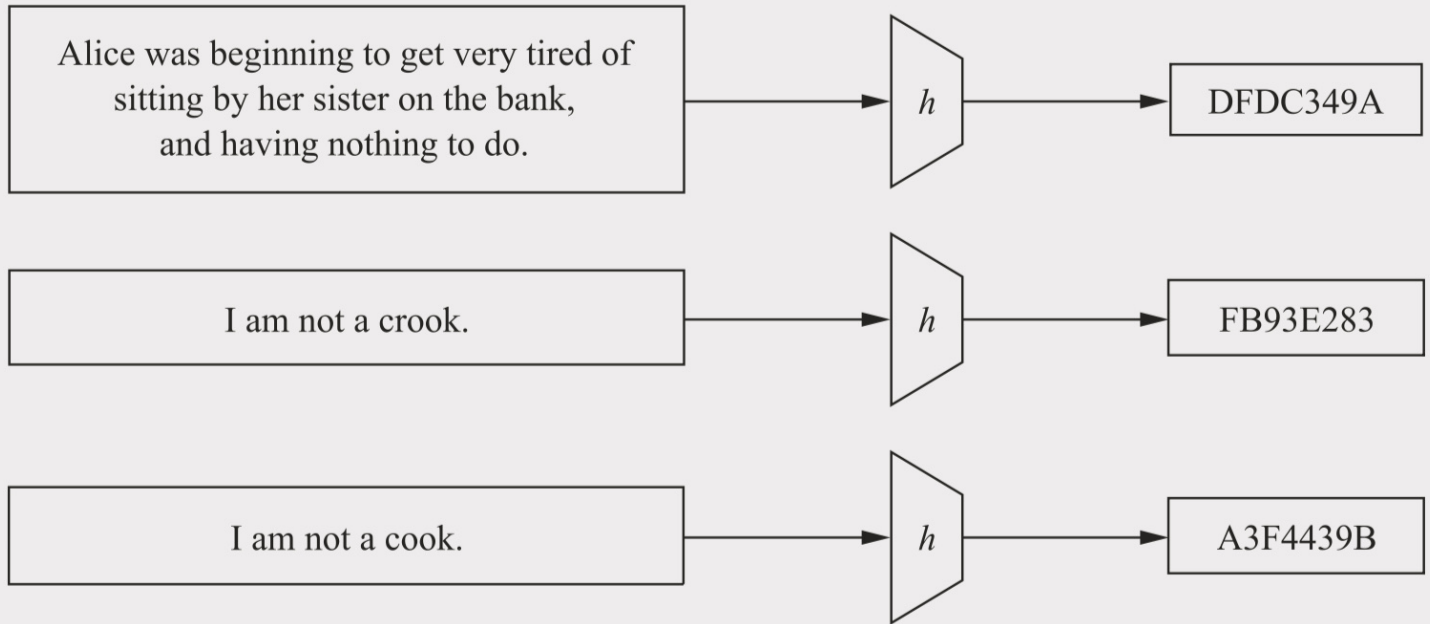 Alice was beginning to get very tired of
sitting by her sister on the bank,
and having nothing to do.
h
DFDC349A
I am not a crook.
h
FB93E283
I am not a cook.
h
A3F4439B